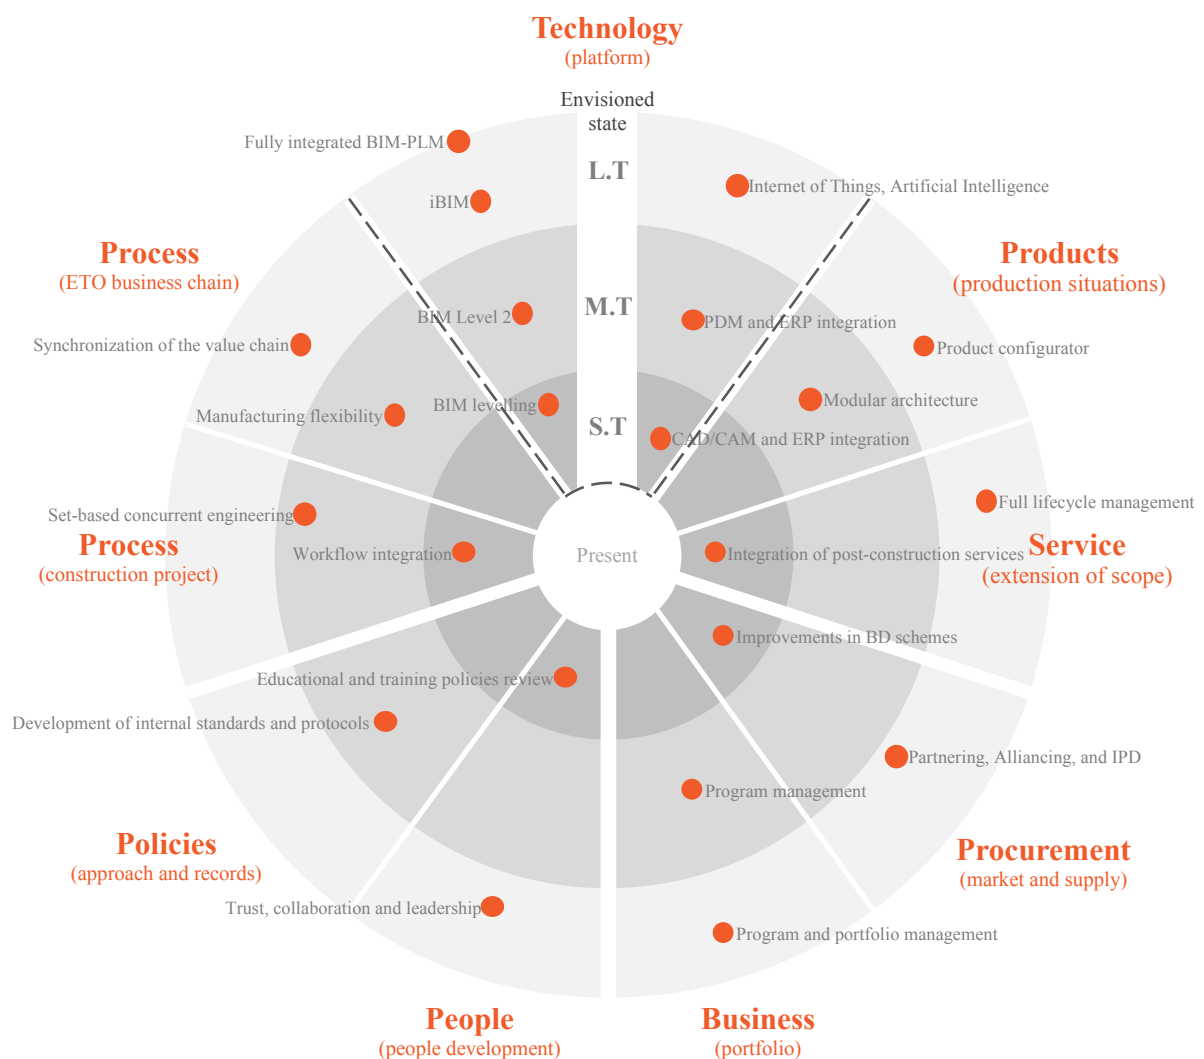 Technology
(platform)
Envisioned
state
L.T
M.T
S.T
Present
Fully integrated BIM-PLM
iBIM
BIM Level 2
BIM levelling
Internet of Things, Artificial Intelligence
PDM and ERP integration
CAD/CAM and ERP integration
Products
(production situations)
Product configurator
Modular architecture
Full lifecycle management
Service
(extension of scope)
Integration of post-construction services
Improvements in BD schemes
Partnering, Alliancing, and IPD
Procurement
(market and supply)
Program management
Program and portfolio management
Business
(portfolio)
People
(people development)
Trust, collaboration and leadership
Educational and training policies review
Development of internal standards and protocols
Policies
(approach and records)
Process
(construction project)
Set-based concurrent engineering
Workflow integration
Process
(ETO business chain)
Synchronization of the value chain
Manufacturing flexibility